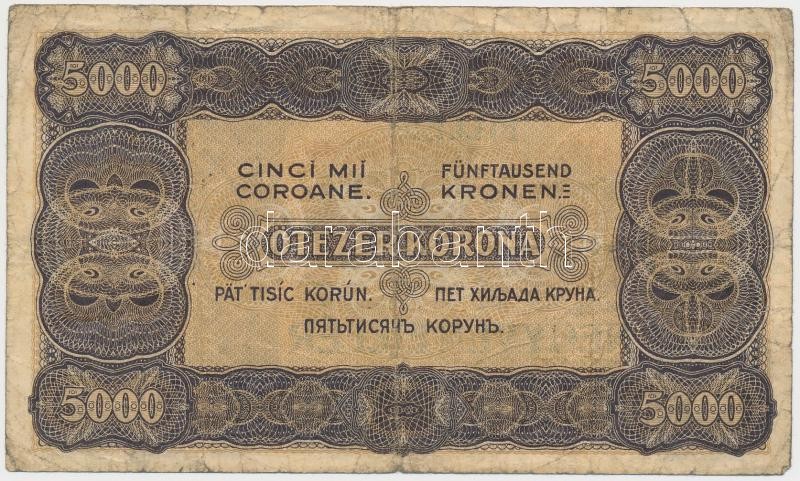 5000 5000
CINCI MII
COROANE.
FÜNFTAUSEND
KRONEN.
ÖTEZER KORONA
darabanth
PÄŤ TISÍC KORÚN.
ПЕТ ХИЉАДА КРУНА.
ПЯТЬТИСЯЧЪ КОРУНЪ.
5000 5000